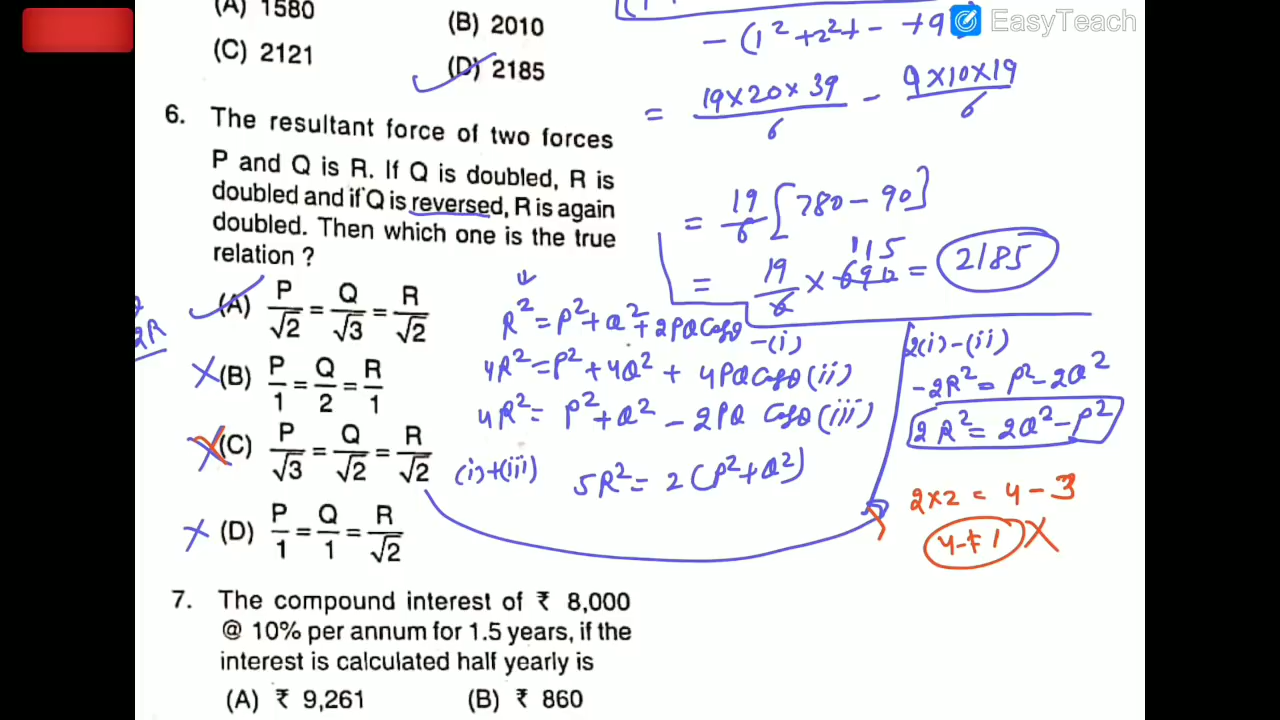 (A) 1580
(B) 2010
(C) 2121
(D) 2185
EasyTeach
- (1² + 2² + - - + 9
= 19×20×39/6 - 9×10×19/6
= 19/6 [780 - 90]
= 19/6 × 690 115 = 2185
6. The resultant force of two forces
P and Q is R. If Q is doubled, R is
doubled and if Q is reversed, R is again
doubled. Then which one is the true
relation ?
(A) P/√2 = Q/√3 = R/√2
(B) P/1 = Q/2 = R/1
(C) P/√3 = Q/√2 = R/√2
(D) P/1 = Q/1 = R/√2
2R
R² = P² + Q² + 2PQ Cosθ -(i)
4R² = P² + 4Q² + 4PQ Cosθ (ii)
4R² = P² + Q² - 2PQ Cosθ (iii)
(i)+(iii) 5R² = 2(P²+Q²)
2(i) - (ii)
-2R² = P² - 2Q²
2R² = 2Q² - P²
2×2 = 4 - 3
4 ≠ 1 X
7. The compound interest of ₹ 8,000
@ 10% per annum for 1.5 years, if the
interest is calculated half yearly is
(A) ₹ 9,261
(B) ₹ 860